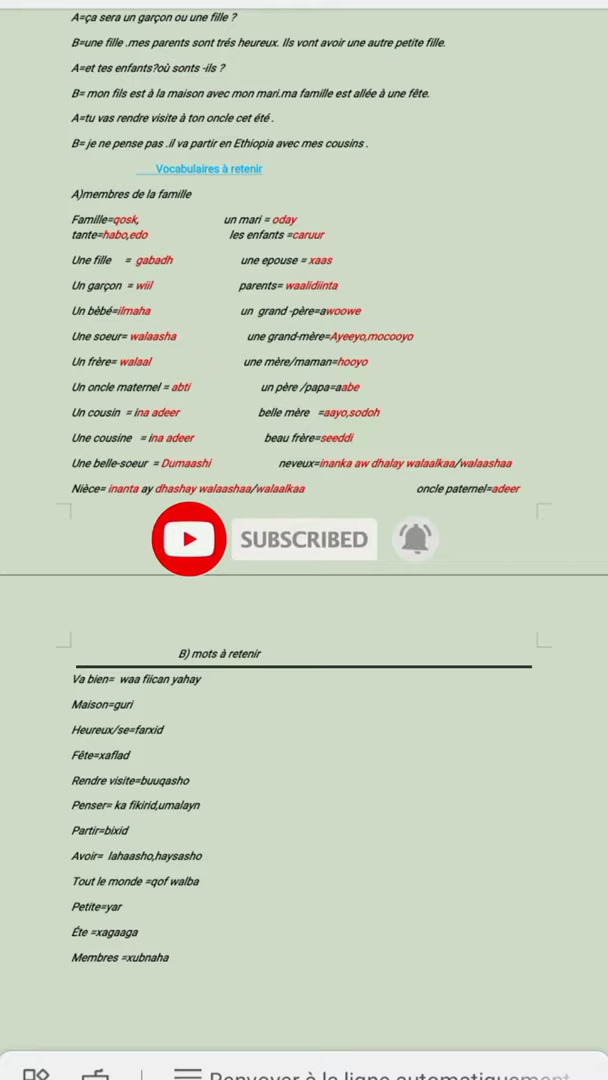 A=ça sera un garçon ou une fille ?
B=une fille .mes parents sont trés heureux. Ils vont avoir une autre petite fille.
A=et tes enfants?où sonts -ils ?
B= mon fils est à la maison avec mon mari.ma famille est allée à une fête.
A=tu vas rendre visite à ton oncle cet été .
B= je ne pense pas .il va partir en Ethiopia avec mes cousins .
Vocabulaires à retenir
A)membres de la famille
Famille=qosk, un mari = oday
tante=habo,edo les enfants =caruur
Une fille = gabadh une epouse = xaas
Un garçon = wiil parents= waalidiinta
Un bèbé=ilmaha un grand -père=awoowe
Une soeur= walaasha une grand-mère=Ayeeyo,mocooyo
Un frère= walaal une mère/maman=hooyo
Un oncle maternel = abti un père /papa=aabe
Un cousin = ina adeer belle mère =aayo,sodoh
Une cousine = ina adeer beau frère=seeddi
Une belle-soeur = Dumaashi neveux=inanka aw dhalay walaalkaa/walaashaa
Nièce= inanta ay dhashay walaashaa/walaalkaa oncle paternel=adeer
SUBSCRIBED
B) mots à retenir
Va bien= waa fiican yahay
Maison=guri
Heureux/se=farxid
Fête=xaflad
Rendre visite=buuqasho
Penser= ka fikirid,umalayn
Partir=bixid
Avoir= lahaasho,haysasho
Tout le monde =qof walba
Petite=yar
Éte =xagaaga
Membres =xubnaha
Renvoyer à la ligne automatiquement